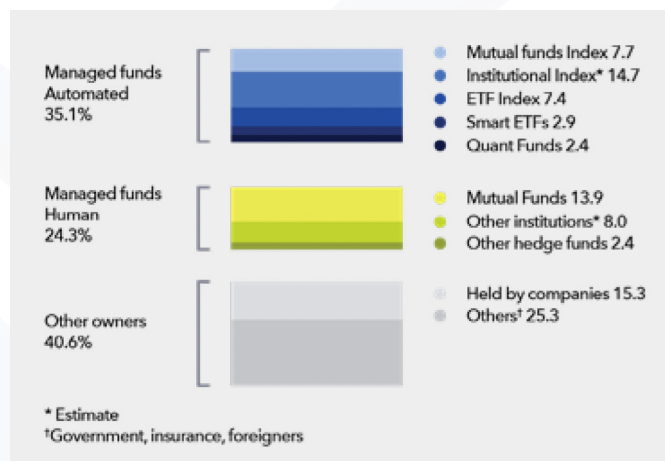 Managed funds
Automated
35.1%
Mutual funds Index 7.7
Institutional Index* 14.7
ETF Index 7.4
Smart ETFs 2.9
Quant Funds 2.4
Managed funds
Human
24.3%
Mutual Funds 13.9
Other institutions* 8.0
Other hedge funds 2.4
Other owners
40.6%
Held by companies 15.3
Others† 25.3
* Estimate
†Government, insurance, foreigners